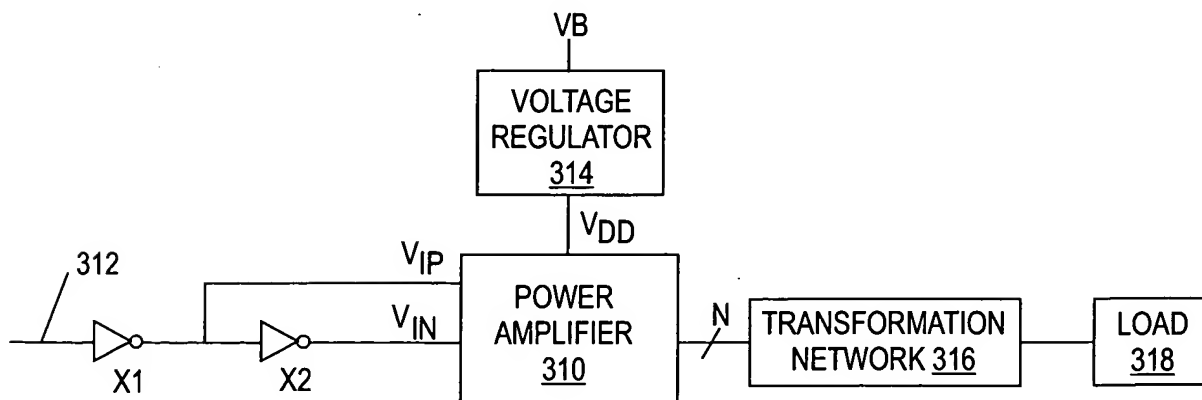 VB
VOLTAGE
REGULATOR
314
VDD
312
VIP
VIN
X1
X2
POWER
AMPLIFIER
310
N
TRANSFORMATION
NETWORK 316
LOAD
318